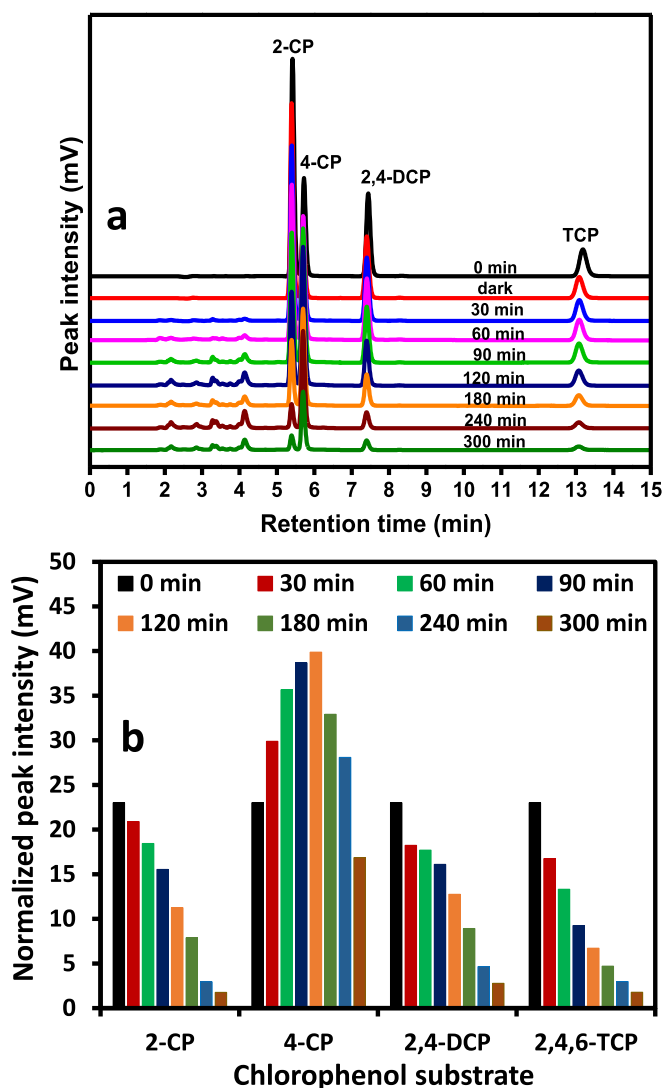 2-CP
4-CP
2,4-DCP
TCP
a
Peak intensity (mV)
0 min
dark
30 min
60 min
90 min
120 min
180 min
240 min
300 min
0 1 2 3 4 5 6 7 8 9 10 11 12 13 14 15
Retention time (min)
50
45
40
35
30
25
20
15
10
5
0
Normalized peak intensity (mV)
0 min 30 min 60 min 90 min
120 min 180 min 240 min 300 min
b
2-CP 4-CP 2,4-DCP 2,4,6-TCP
Chlorophenol substrate